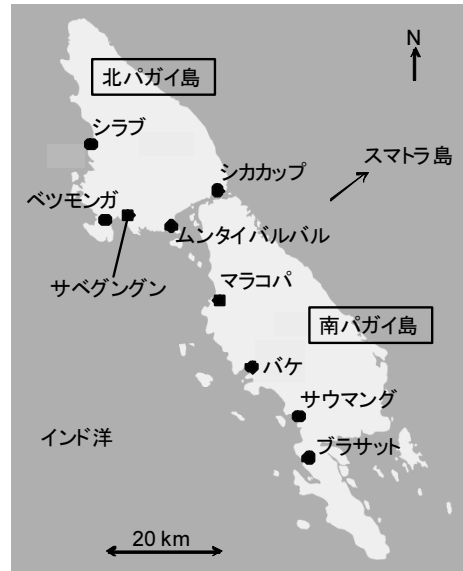 N
北パガイ島
シラブ
スマトラ島
シカカップ
ベツモンガ
ムンタイバルバル
サベグングン
マラコパ
南パガイ島
バケ
サウマング
インド洋
ブラサット
20 km